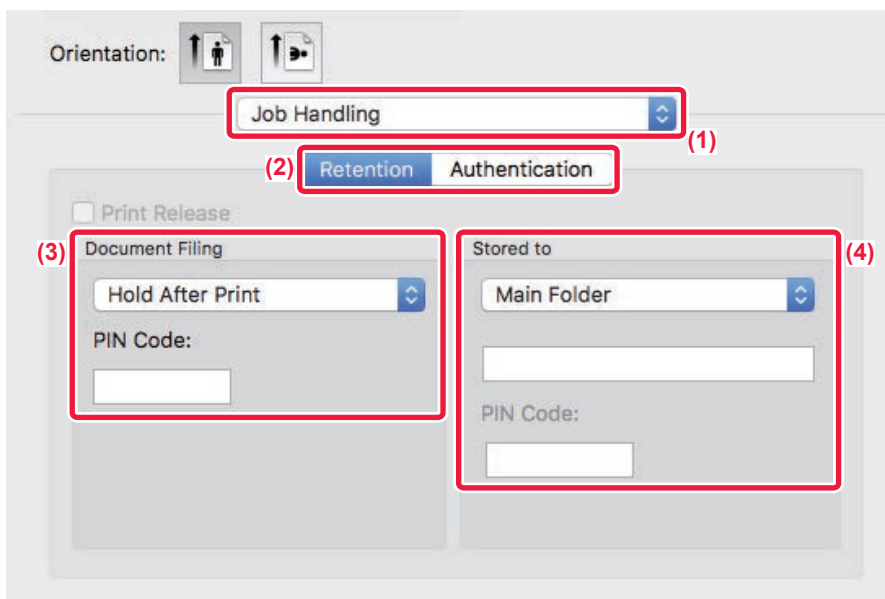 Orientation:
Job Handling
(1)
(2) Retention Authentication
Print Release
(3) Document Filing
Stored to (4)
Hold After Print
Main Folder
PIN Code:
PIN Code: